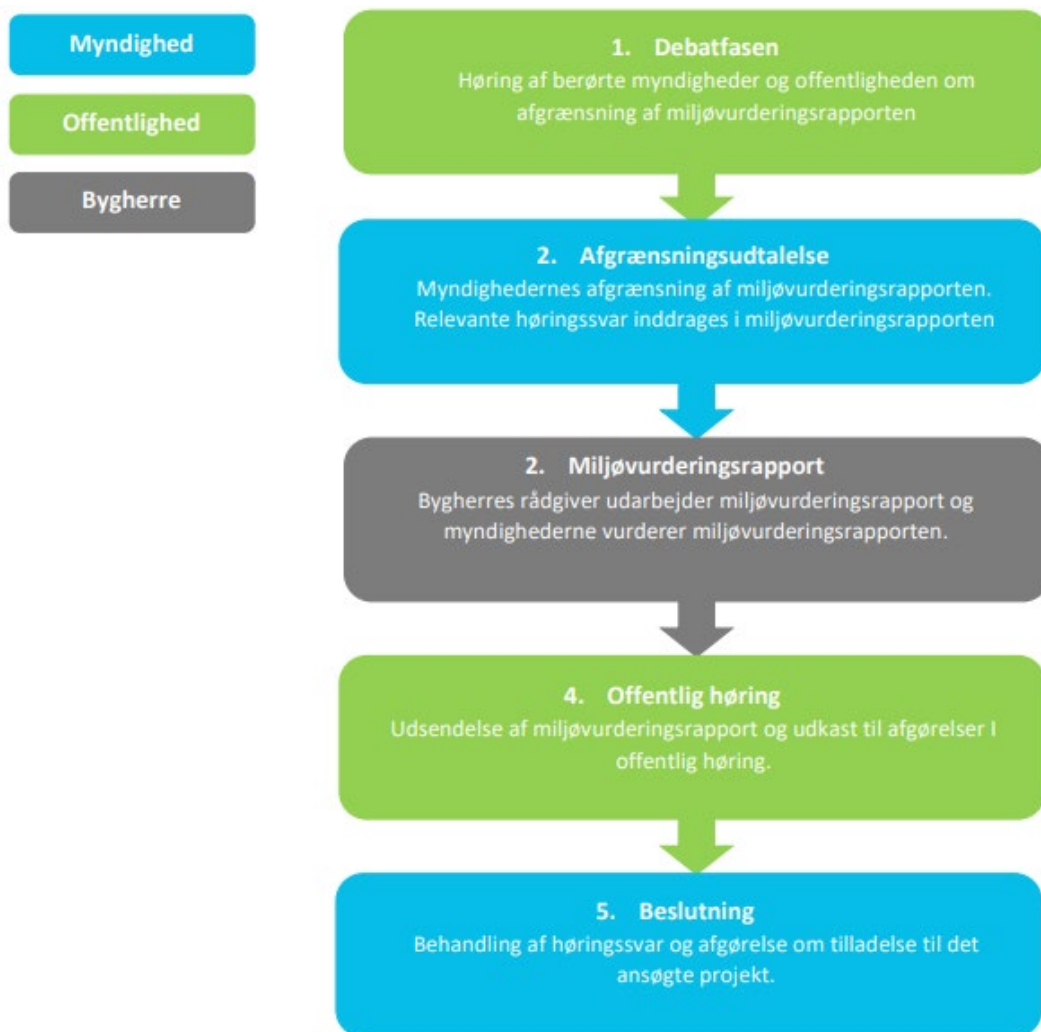 Myndighed
Offentlighed
Bygherre
1. Debatfasen
Høring af berørte myndigheder og offentligheden om
afgrænsning af miljøvurderingsrapporten
2. Afgrænsningsudtalelse
Myndighedernes afgrænsning af miljøvurderingsrapporten.
Relevante høringssvar inddrages i miljøvurderingsrapporten
2. Miljøvurderingsrapport
Bygherres rådgiver udarbejder miljøvurderingsrapport og
myndighederne vurderer miljøvurderingsrapporten.
4. Offentlig høring
Udsendelse af miljøvurderingsrapport og udkast til afgørelser I
offentlig høring.
5. Beslutning
Behandling af høringssvar og afgørelse om tilladelse til det
ansøgte projekt.